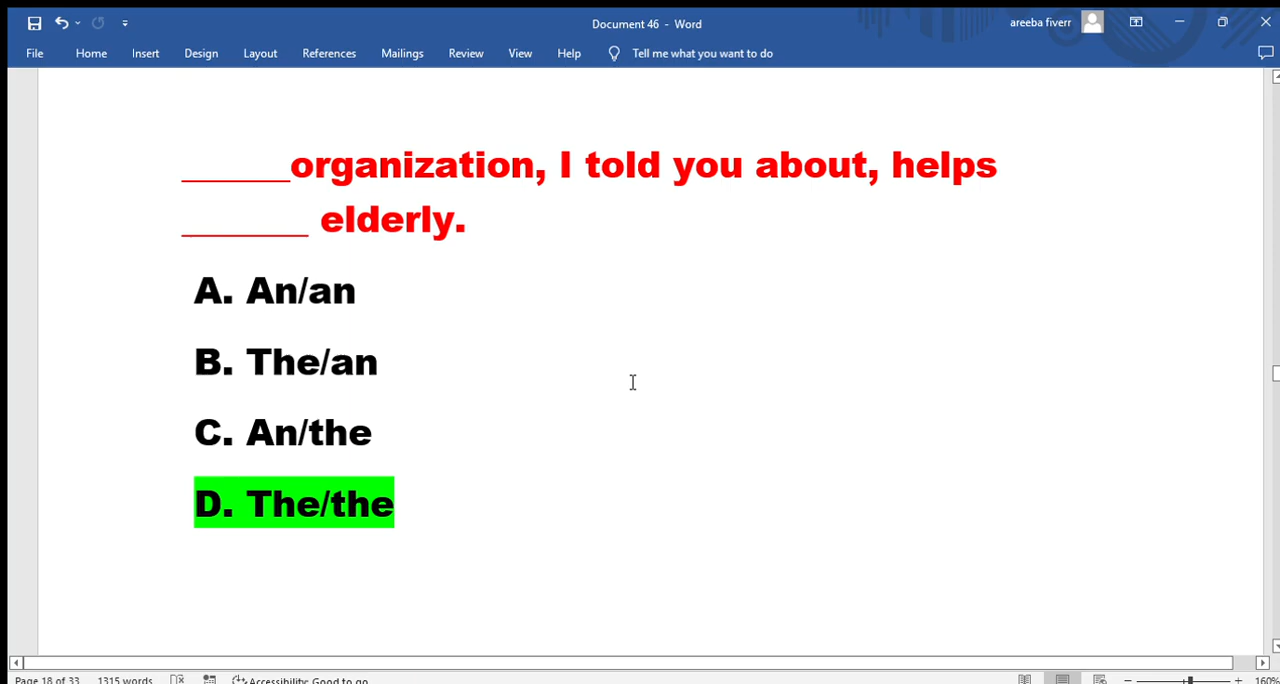 Document 46 - Word
areeba fiverr
File Home Insert Design Layout References Mailings Review View Help Tell me what you want to do
______organization, I told you about, helps
_______ elderly.
A. An/an
B. The/an
C. An/the
D. The/the
Page 18 of 33 1315 words Accessibility: Good to go 160%